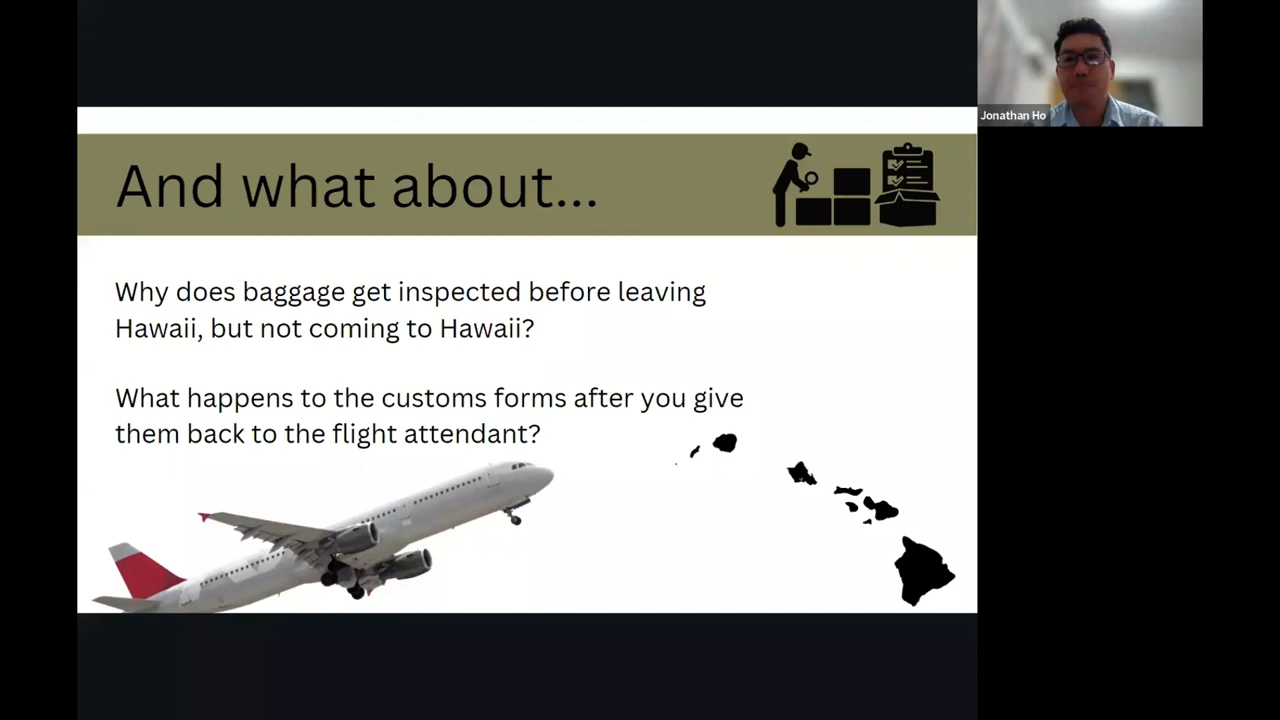 And what about...
Why does baggage get inspected before leaving
Hawaii, but not coming to Hawaii?
What happens to the customs forms after you give
them back to the flight attendant?
Jonathan Ho